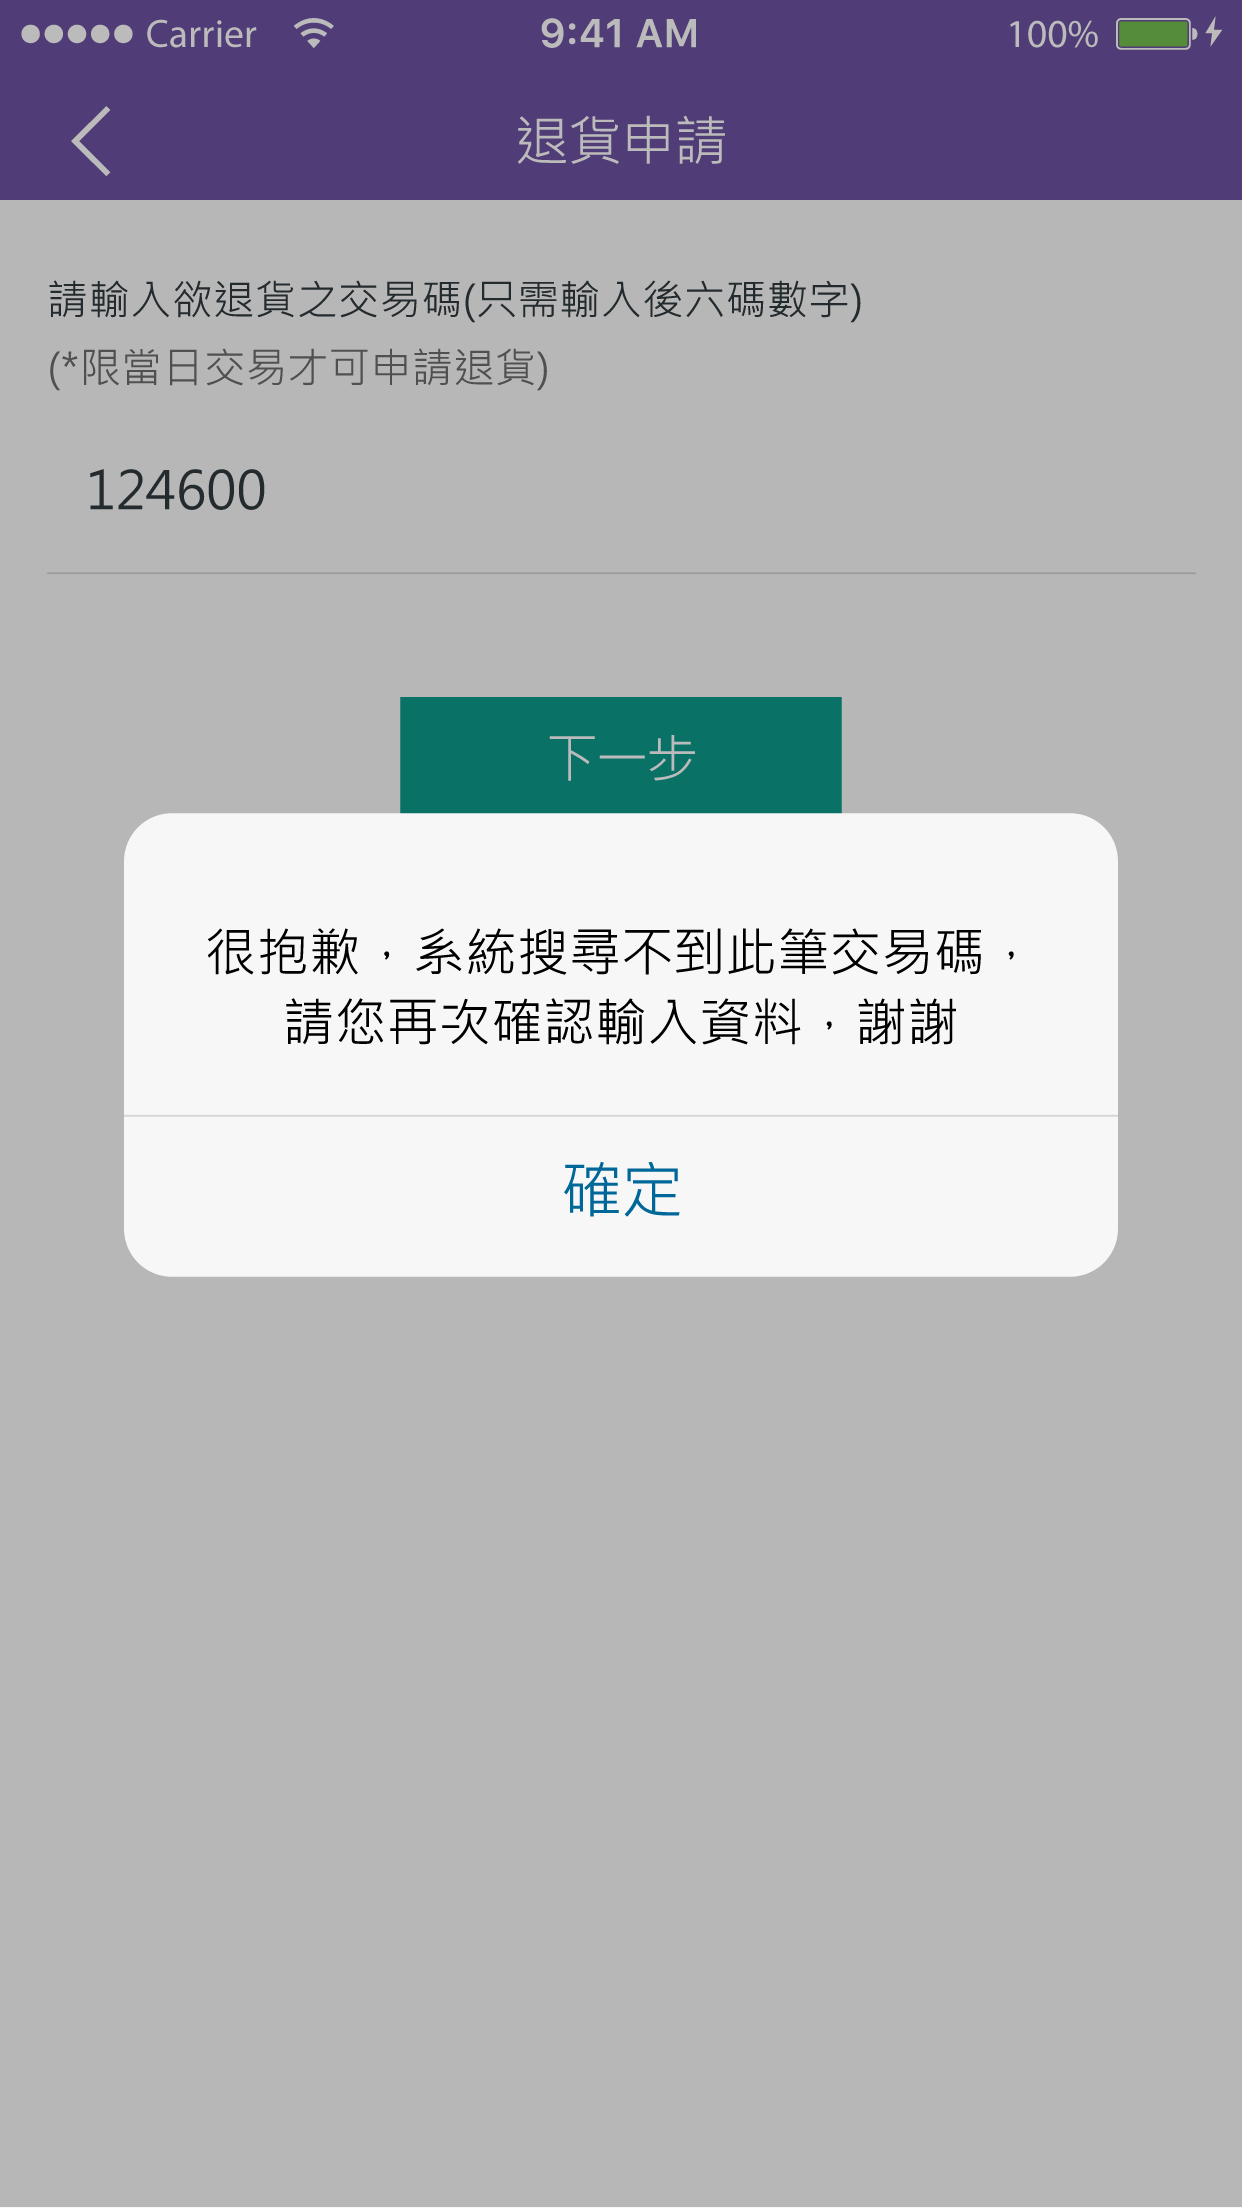 Carrier 9:41 AM 100%
退貨申請
請輸入欲退貨之交易碼(只需輸入後六碼數字)
(*限當日交易才可申請退貨)
124600
下一步
很抱歉，系統搜尋不到此筆交易碼，
請您再次確認輸入資料，謝謝
確定